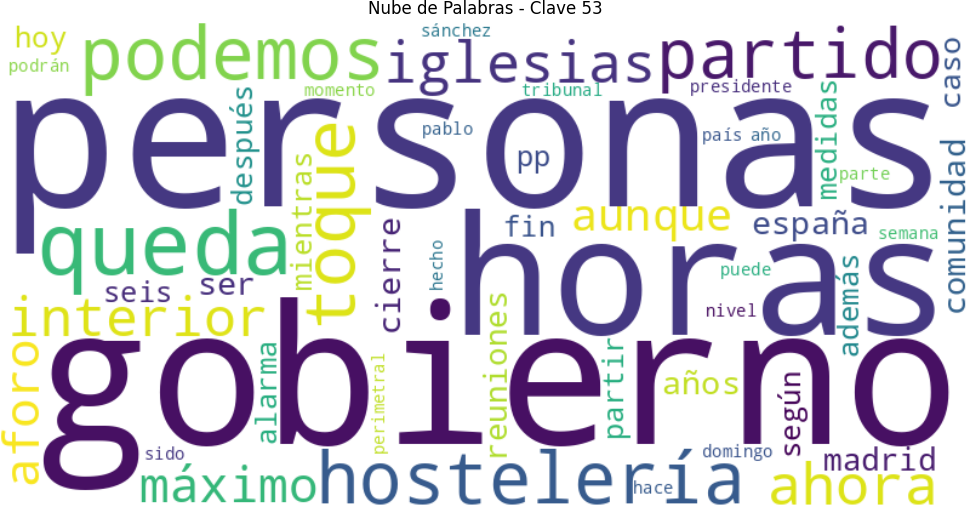 Nube de Palabras - Clave 53
hoy
podrán
podemos
sánchez
iglesias
partido
caso
personas
momento
tribunal
presidente
después
toque
pablo
pp
país
año
medidas
parte
comunidad
queda
mientras
cierre
fin
aunque
españa
semana
hecho
horas
puede
además
seis
ser
interior
nivel
gobierno
aforo
alarma
perimetral
reuniones
partir
años
según
sido
domingo
madrid
máximo
hostelería
hace
ahora